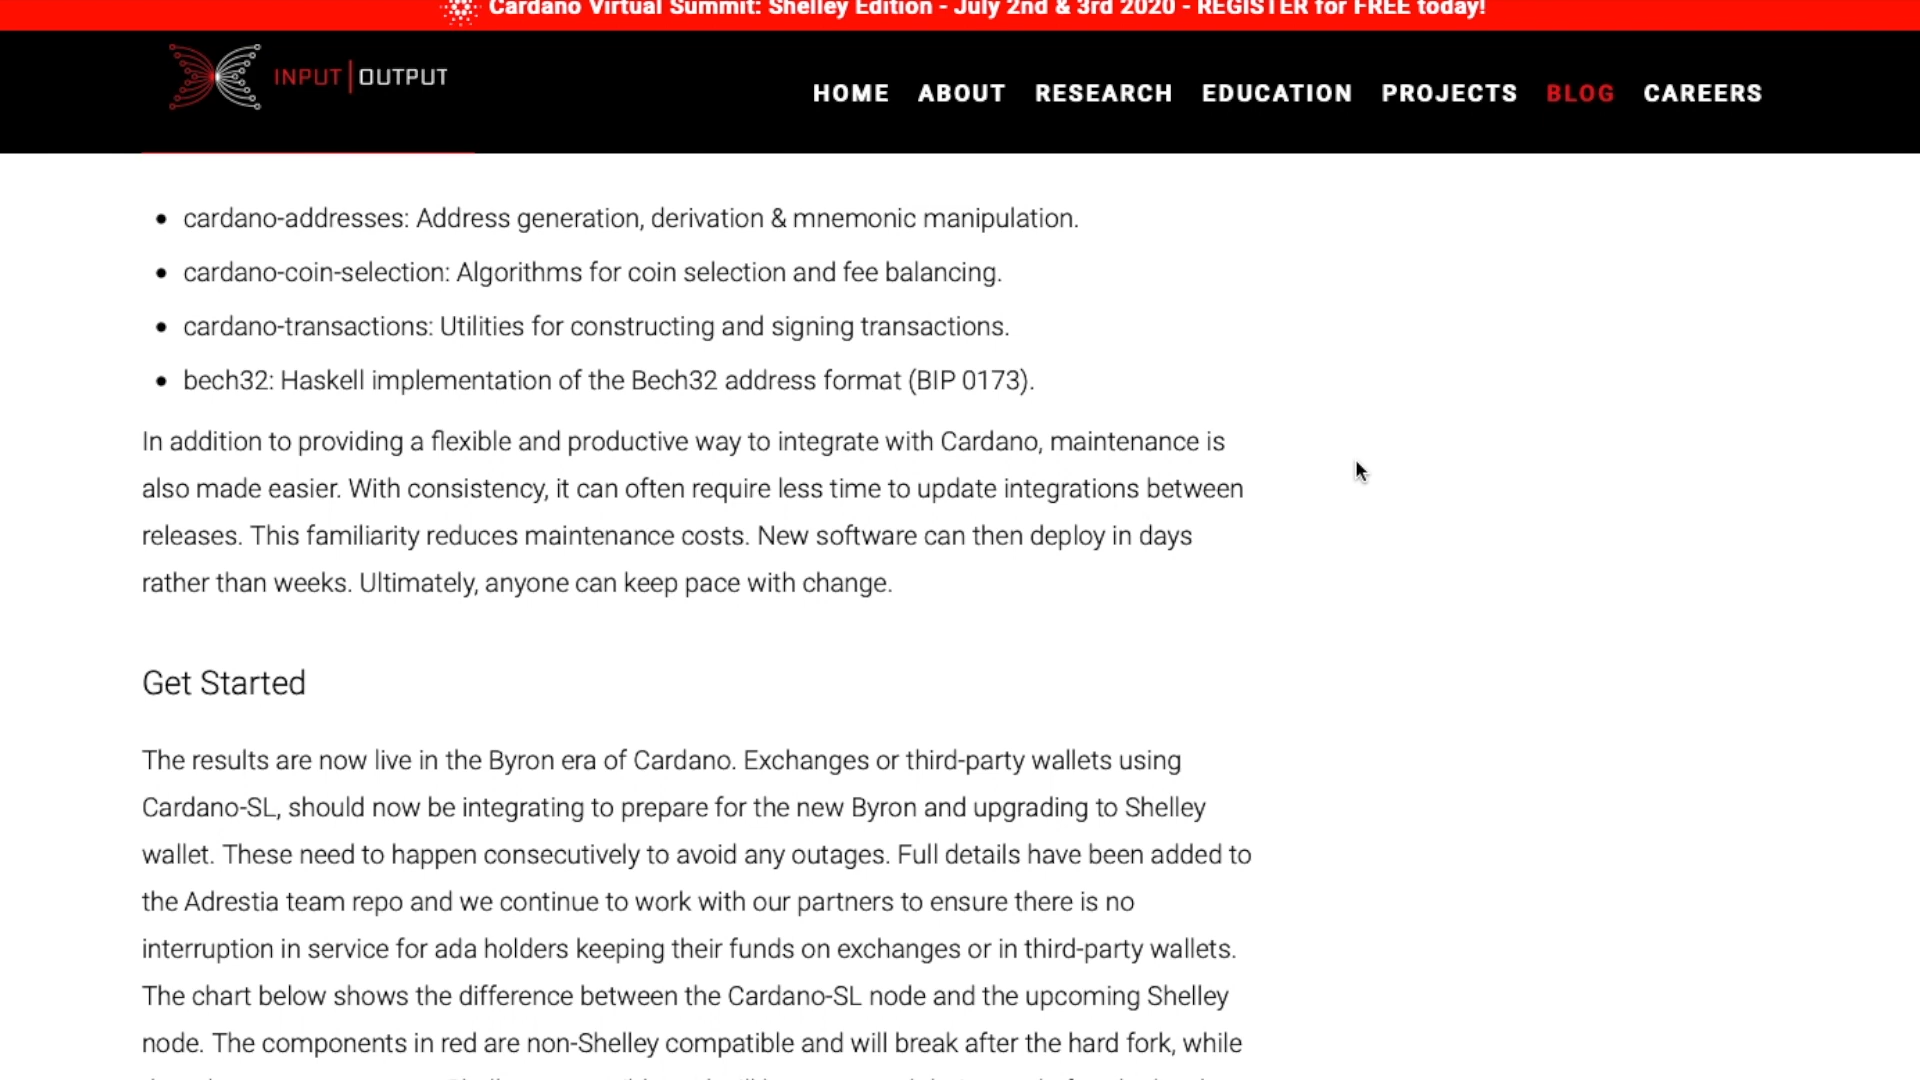 Cardano Virtual Summit: Shelley Edition - July 2nd & 3rd 2020 - REGISTER for FREE today!
INPUT OUTPUT
HOME ABOUT RESEARCH EDUCATION PROJECTS BLOG CAREERS
cardano-addresses: Address generation, derivation & mnemonic manipulation.
cardano-coin-selection: Algorithms for coin selection and fee balancing.
cardano-transactions: Utilities for constructing and signing transactions.
bech32: Haskell implementation of the Bech32 address format (BIP 0173).
In addition to providing a flexible and productive way to integrate with Cardano, maintenance is
also made easier. With consistency, it can often require less time to update integrations between
releases. This familiarity reduces maintenance costs. New software can then deploy in days
rather than weeks. Ultimately, anyone can keep pace with change.
Get Started
The results are now live in the Byron era of Cardano. Exchanges or third-party wallets using
Cardano-SL, should now be integrating to prepare for the new Byron and upgrading to Shelley
wallet. These need to happen consecutively to avoid any outages. Full details have been added to
the Adrestia team repo and we continue to work with our partners to ensure there is no
interruption in service for ada holders keeping their funds on exchanges or in third-party wallets.
The chart below shows the difference between the Cardano-SL node and the upcoming Shelley
node. The components in red are non-Shelley compatible and will break after the hard fork, while